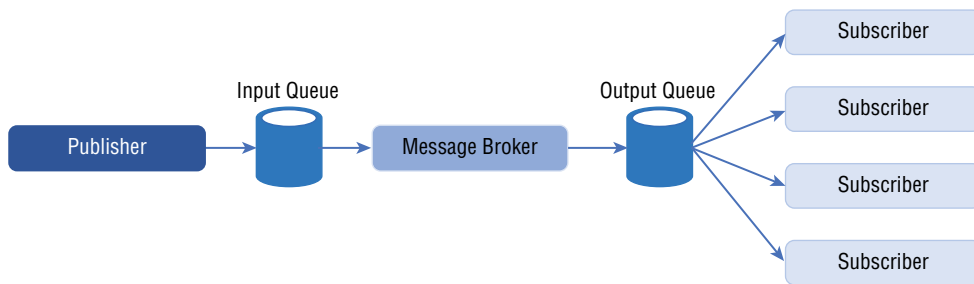 Subscriber
Input Queue
Output Queue
Subscriber
Publisher
Message Broker
Subscriber
Subscriber